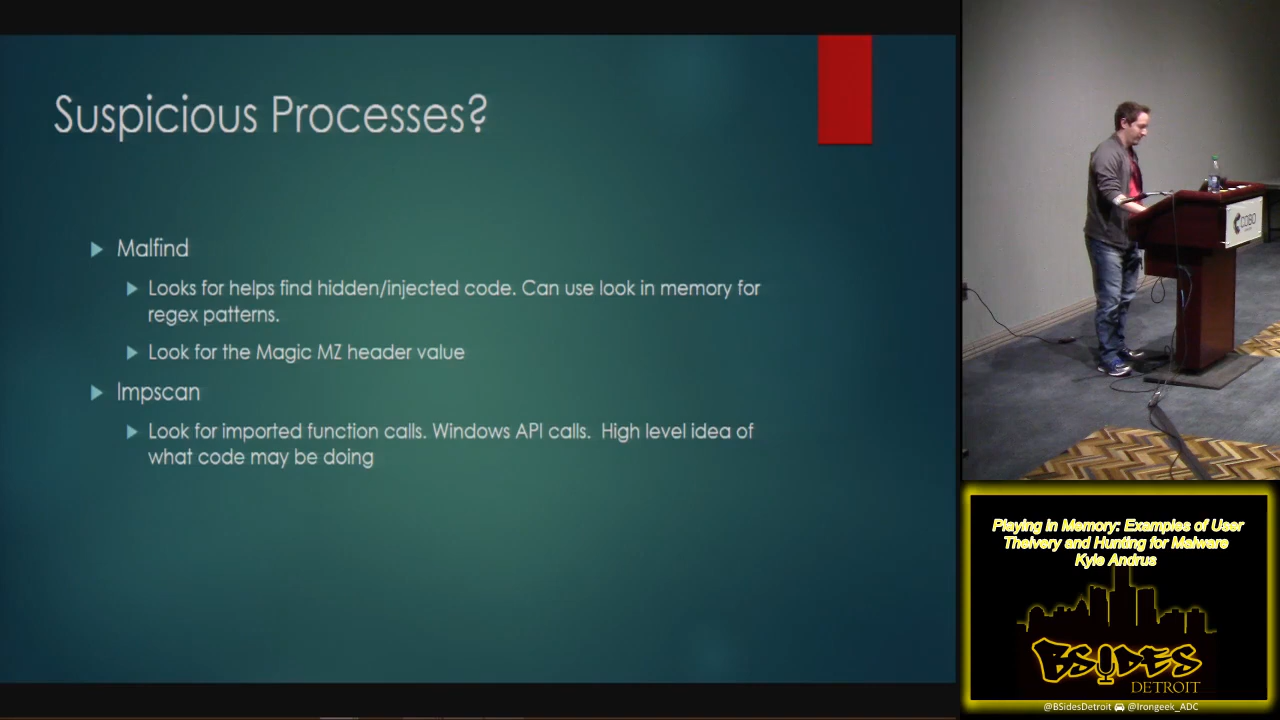 Suspicious Processes?
Malfind
Looks for helps find hidden/injected code. Can use look in memory for
regex patterns.
Look for the Magic MZ header value
Impscan
Look for imported function calls. Windows API calls.  High level idea of
what code may be doing
COBO
Playing in Memory: Examples of User
Theivery and Hunting for Malware
Kyle Andrus
BSIDES
DETROIT
@BSidesDetroit @Irongeek_ADC